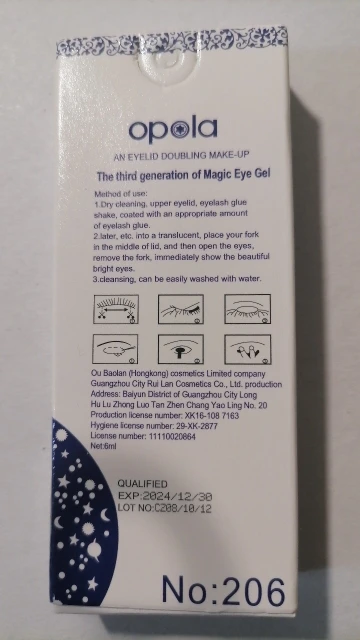 opola
AN EYELID DOUBLING MAKE-UP
The third generation of Magic Eye Gel
Method of use:
1.Dry cleaning, upper eyelid, eyelash glue
shake, coated with an appropriate amount
of eyelash glue.
2.later, etc. into a translucent, place your fork
in the middle of lid, and then open the eyes,
remove the fork, immediately show the beautiful
bright eyes.
3.cleansing, can be easily washed with water.
Ou Baolan (Hongkong) cosmetics Limited company
Guangzhou City Rui Lan Cosmetics Co., Ltd. production
Address: Baiyun District of Guangzhou City Long
Hu Lu Zhong Luo Tan Zhen Chang Yao Ling No. 20
Production license number: XK16-108 7163
Hygiene license number: 29-XK-2877
License number: 11110020864
Net:6ml
QUALIFIED
EXP:2024/12/30
LOT NO:CZ08/10/12
No:206